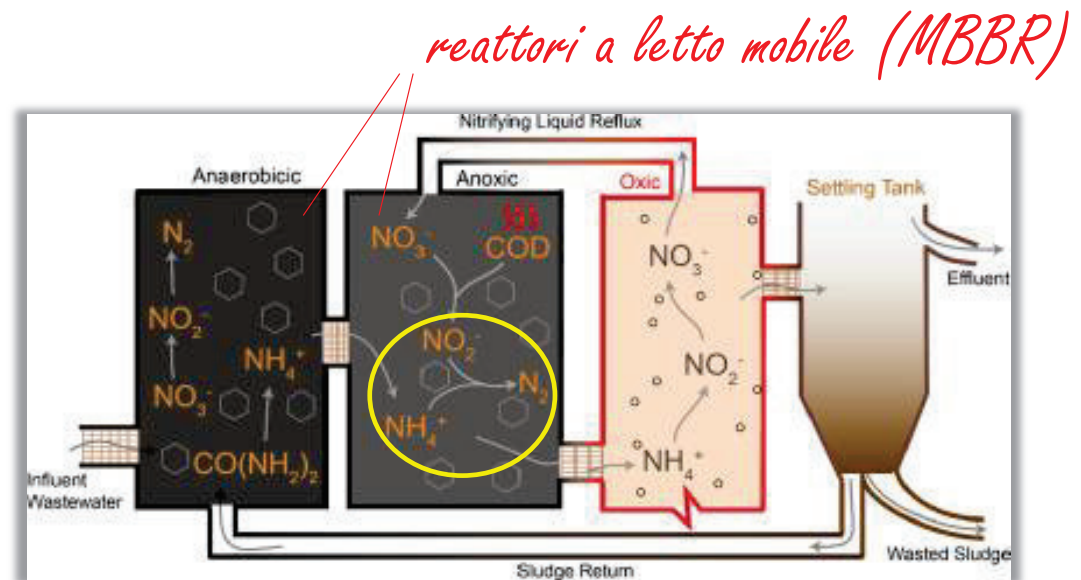 reattori a letto mobile (MBBR)
Nitrifying Liquid Reflux
Anaerobicic
Anoxic
Oxic
Settling Tank
N₂
NO₂⁻
NO₃⁻
NH₄⁺
CO(NH₂)₂
NO₃⁻
§§§
COD
NO₂⁻
N₂
NH₄⁺
NO₃⁻
NO₂⁻
NH₄⁺
Effluent
Influent
Wastewater
Wasted Sludge
Sludge Return